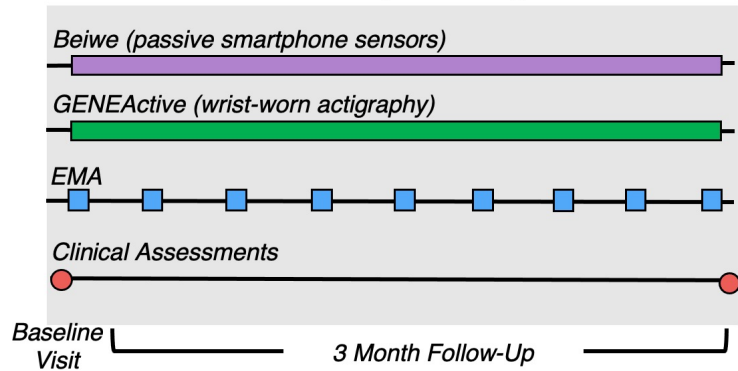 Beiwe (passive smartphone sensors)
GENEActive (wrist-worn actigraphy)
EMA
Clinical Assessments
Baseline
Visit
3 Month Follow-Up